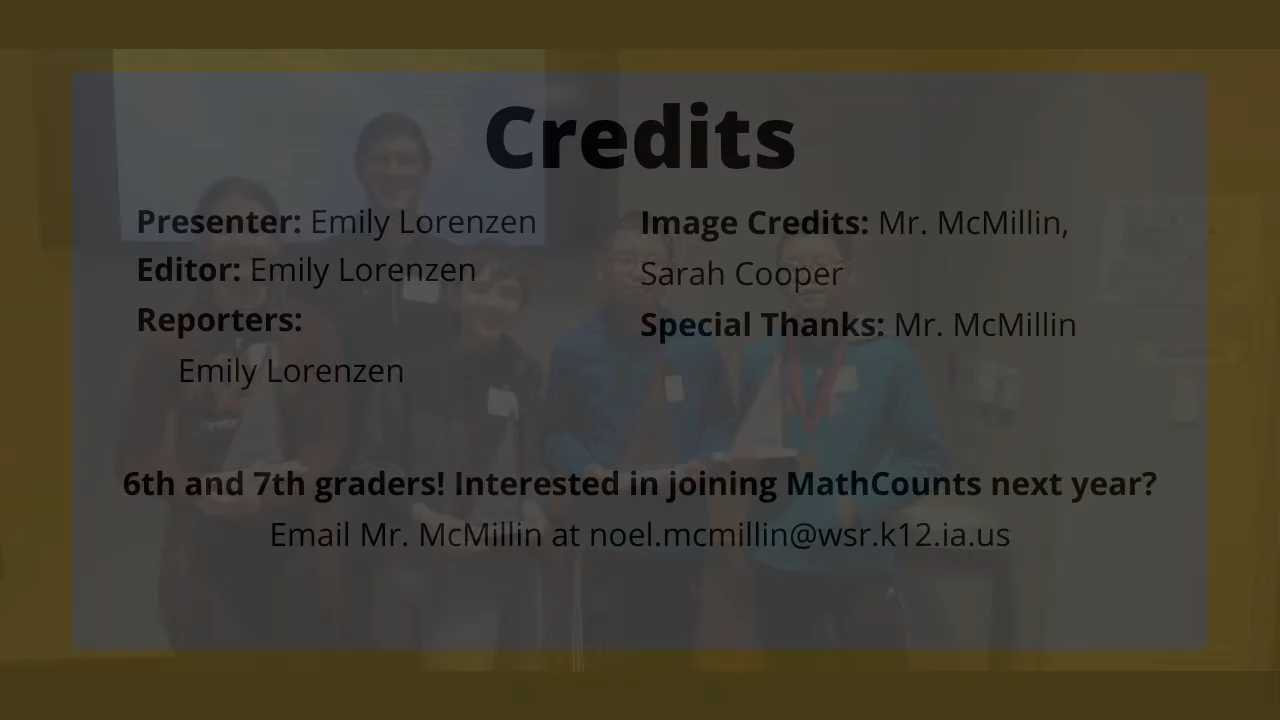 Credits
Presenter: Emily Lorenzen
Editor: Emily Lorenzen
Reporters:
Emily Lorenzen
Image Credits: Mr. McMillin,
Sarah Cooper
Special Thanks: Mr. McMillin
6th and 7th graders! Interested in joining MathCounts next year?
Email Mr. McMillin at noel.mcmillin@wsr.k12.ia.us